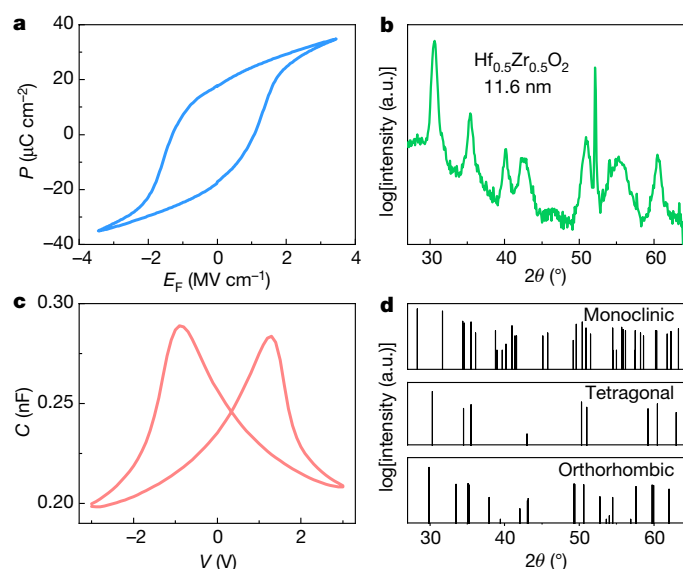 a
40
20
0
−20
−40
P (μC cm⁻²)
−4
−2
0
2
4
E_F (MV cm⁻¹)
b
Hf₀.₅Zr₀.₅O₂
11.6 nm
log[intensity (a.u.)]
30
40
50
60
2θ (°)
c
0.30
0.25
0.20
C (nF)
−2
0
2
V (V)
d
Monoclinic
Tetragonal
Orthorhombic
log[intensity (a.u.)]
30
40
50
60
2θ (°)